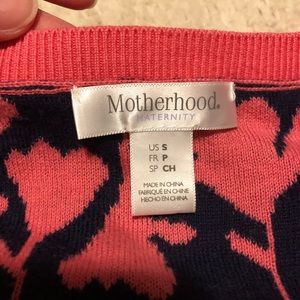 Motherhood.
MATERNITY
US S
FR P
SP CH
MADE IN CHINA
FABRIQUÉ EN CHINE
HECHO EN CHINA